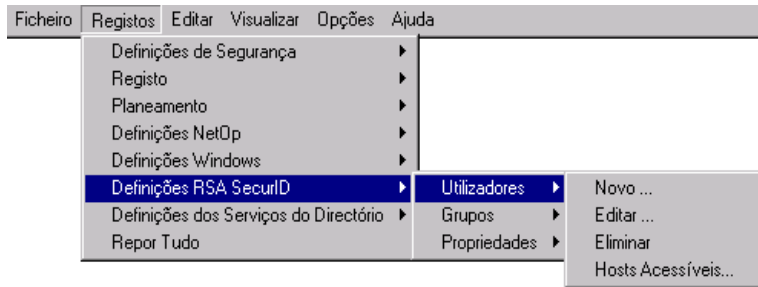 Ficheiro Registos Editar Visualizar Opções Ajuda
Definições de Segurança
Registo
Planeamento
Definições NetOp
Definições Windows
Definições RSA SecurID Utilizadores Novo ...
Definições dos Serviços do Directório Grupos Editar ...
Repor Tudo Propriedades Eliminar
Hosts Acessíveis...